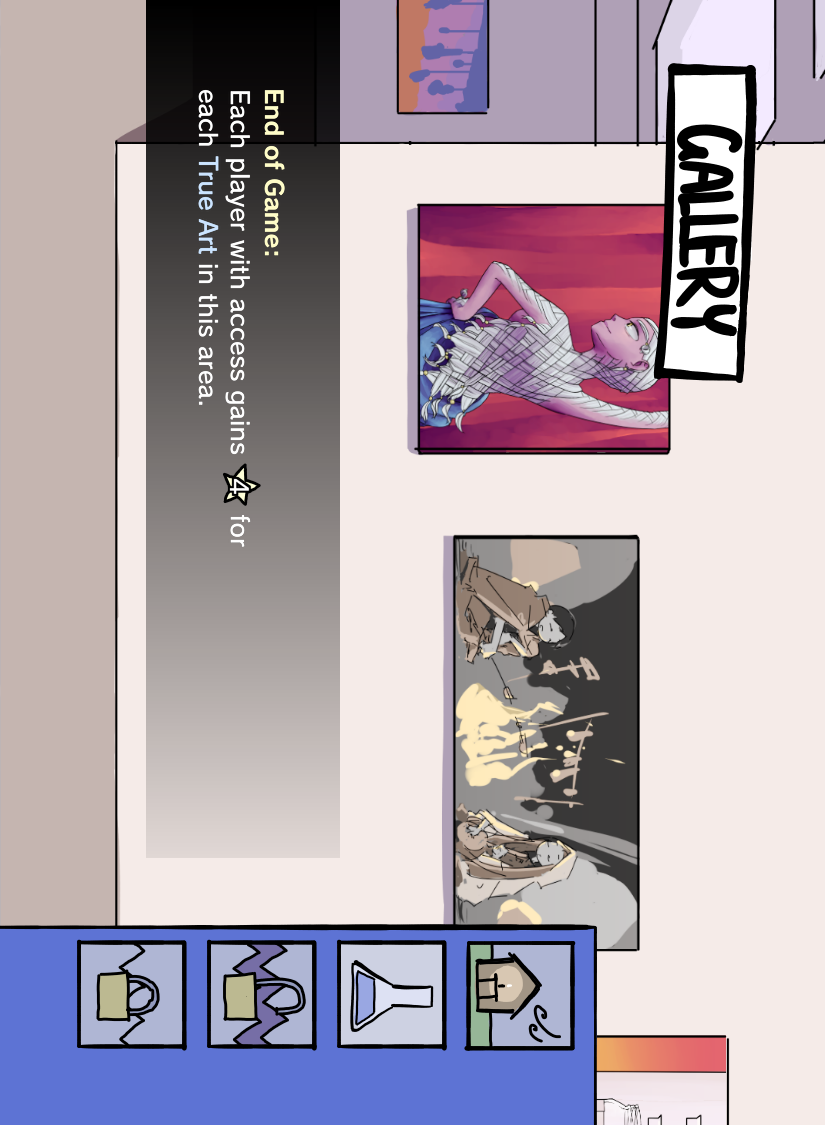 GALLERY
End of Game:
Each player with access gains 4 for
each True Art in this area.